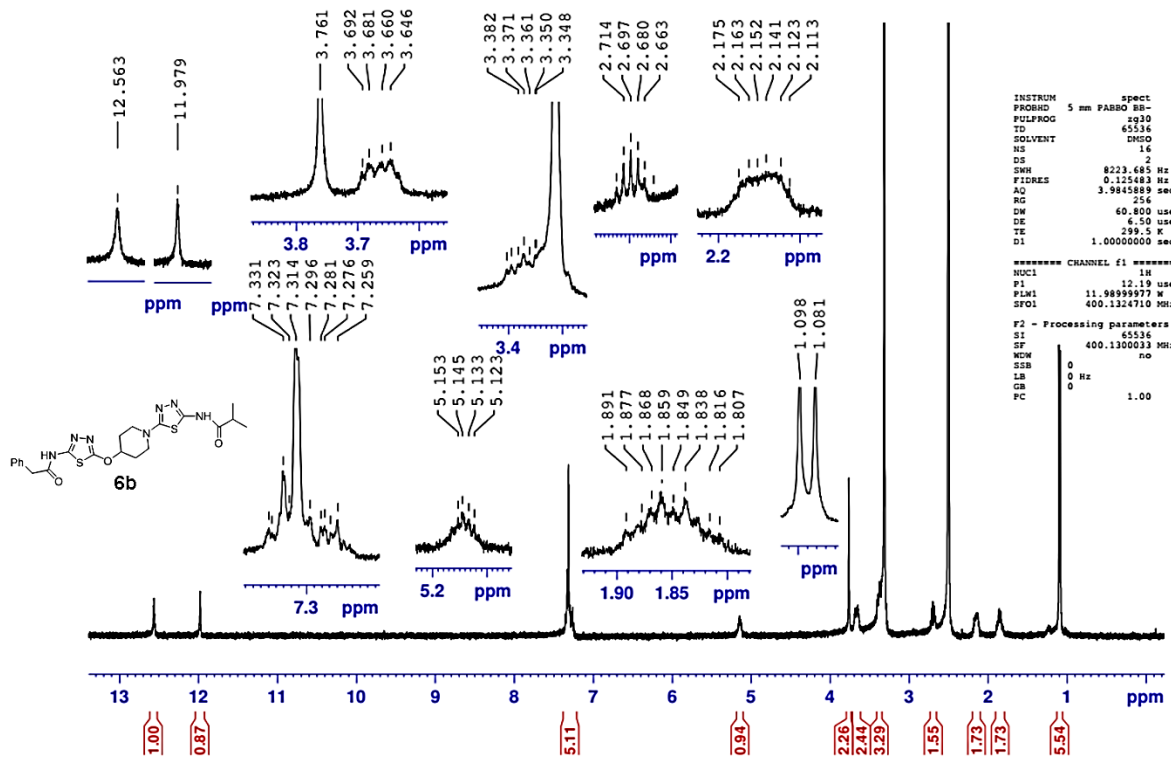 12.563
11.979
3.761
3.692
3.681
3.660
3.646
3.382
3.371
3.361
3.350
3.348
2.714
2.697
2.680
2.663
2.175
2.163
2.152
2.141
2.123
2.113
INSTRUM spect
PROBHD 5 mm PABBO BB-
PULPROG zg30
TD 65536
SOLVENT DMSO
NS 16
DS 2
SWH 8223.685 Hz
FIDRES 0.125483 Hz
AQ 3.9845889 sec
RG 256
DW 60.800 use
DE 6.50 use
TE 299.5 K
D1 1.00000000 sec
======== CHANNEL f1 ========
NUC1 1H
P1 12.19 use
PLW1 11.98999977 W
SFO1 400.1324710 MHz
F2 - Processing parameters
SI 65536
SF 400.1300033 MHz
WDW no
SSB 0
LB 0 Hz
GB 0
PC 1.00
ppm ppm
3.8 3.7 ppm
3.4 ppm
ppm
2.2 ppm
7.331
7.323
7.314
7.296
7.281
7.276
7.259
5.153
5.145
5.133
5.123
1.891
1.877
1.868
1.859
1.849
1.838
1.816
1.807
1.098
1.081
N N
N S NH
O
N N
NH S O
Ph O
6b
7.3 ppm
5.2 ppm
1.90 1.85 ppm
ppm
13 12 11 10 9 8 7 6 5 4 3 2 1 ppm
1.00
0.87
5.11
0.94
2.26
2.44
3.29
1.55
1.73
1.73
5.54